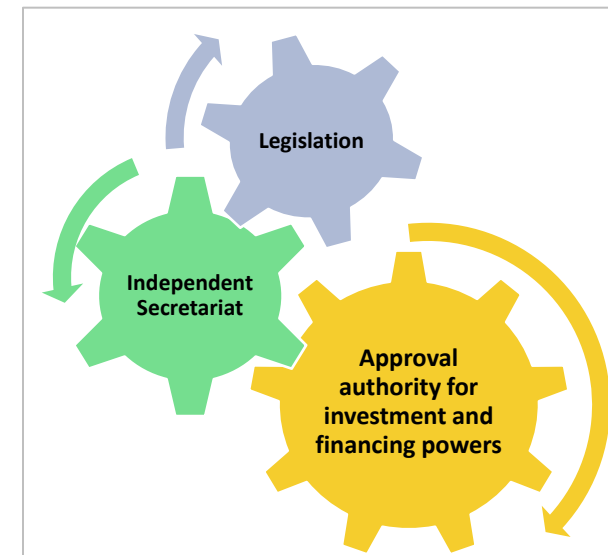 Legislation
Independent
Secretariat
Approval
authority for
investment and
financing powers